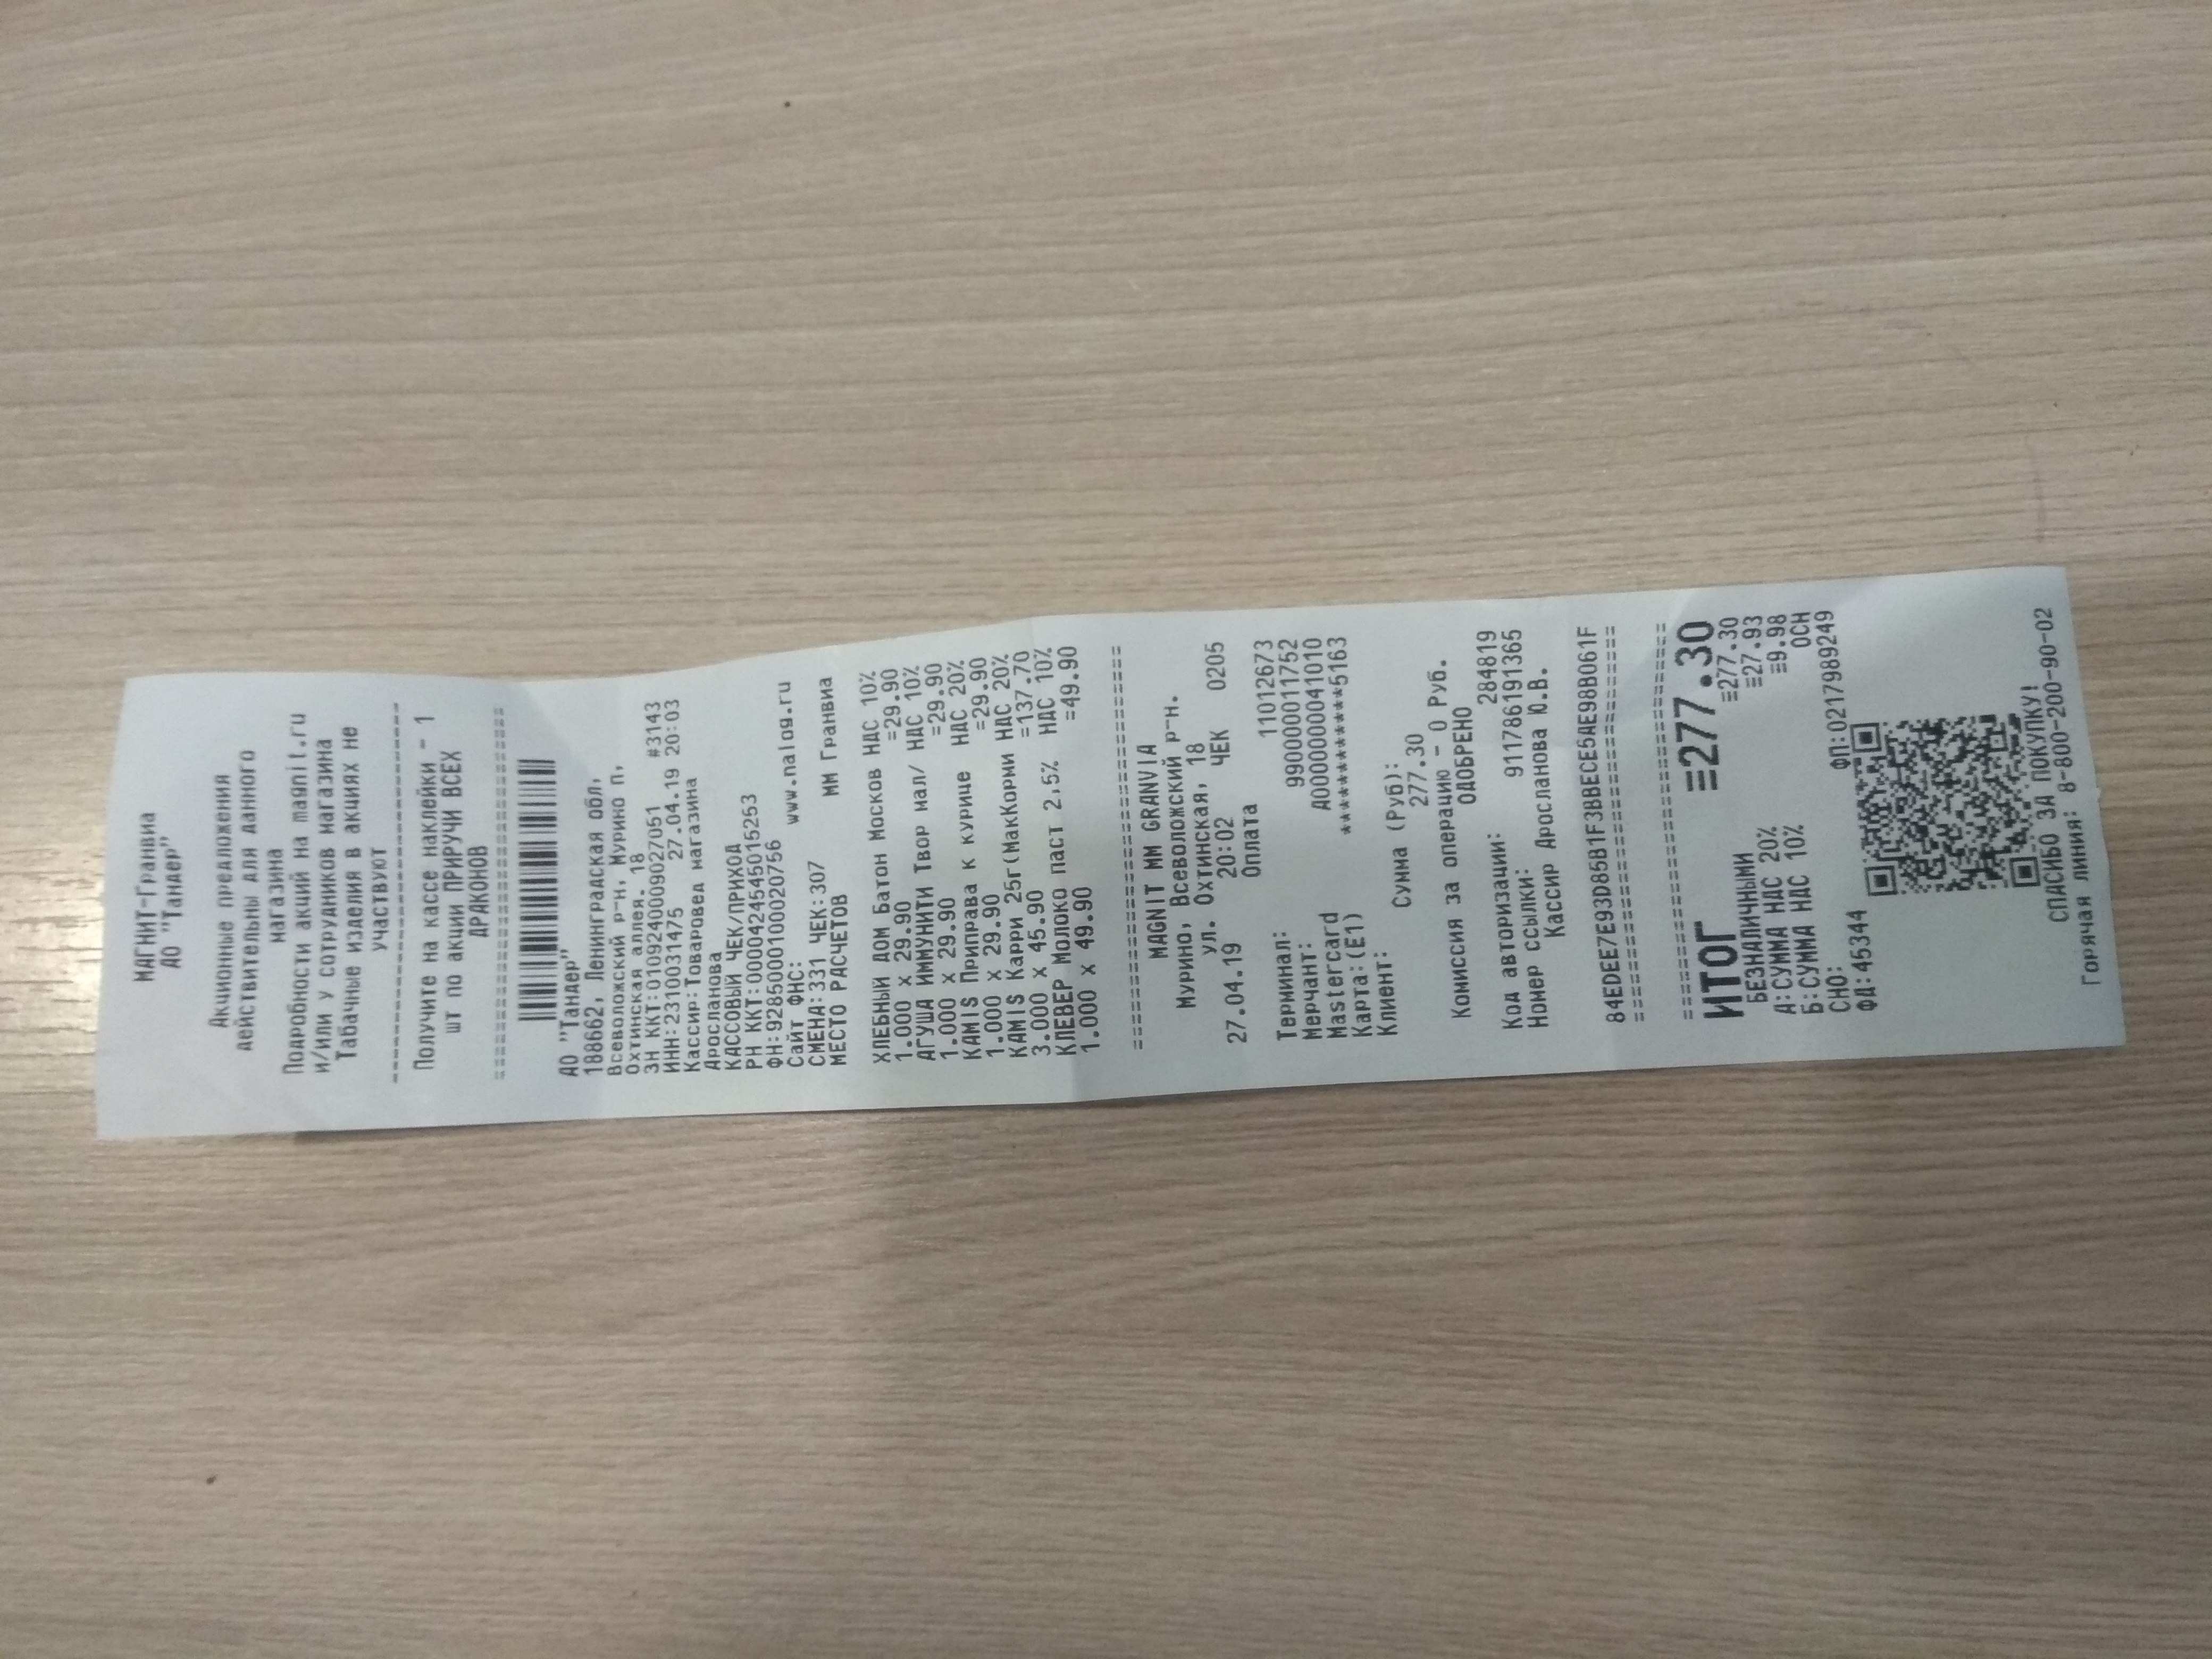 МАГНИТ-Гранвиа
АО "Тандер"
Акционные предложения
действительны для данного
магазина
Подробности акций на magnit.ru
и/или у сотрудников магазина
Табачные изделия в акциях не
участвуют
--------------------------------
Получите на кассе наклейки - 1
шт по акции ПРИРУЧИ ВСЕХ
ДРАКОНОВ
================================
АО "Тандер"
188662, Ленинградская обл,
Всеволожский р-н, Мурино п,
Охтинская аллея, 18
ЗН ККТ:0109240009027051 #3143
ИНН:2310031475 27.04.19 20:03
Кассир:Товаровед магазина
Аросланова
КАССОВЫЙ ЧЕК/ПРИХОД
РН ККТ:0000424545015253
ФН:9285000100020756
Сайт ФНС: www.nalog.ru
СМЕНА:331 ЧЕК:307
МЕСТО РАСЧЕТОВ ММ Гранвиа
ХЛЕБНЫЙ ДОМ Батон Москов НДС 10%
1.000 x 29.90 =29.90
АГУША ИММУНИТИ Твор мал/ НДС 10%
1.000 x 29.90 =29.90
KAMIS Приправа к курице НДС 20%
1.000 x 29.90 =29.90
KAMIS Карри 25г(МакКорми НДС 20%
3.000 x 45.90 =137.70
КЛЕВЕР Молоко паст 2,5% НДС 10%
1.000 x 49.90 =49.90
================================
MAGNIT MM GRANVIA
Мурино, Всеволожский р-н.
ул. Охтинская, 18
27.04.19 20:02 ЧЕК 0205
Оплата
Терминал: 11012673
Мерчант: 990000011752
Mastercard A0000000041010
Карта:(E1) ************5163
Клиент:
Сумма (Руб):
277.30
Комиссия за операцию - 0 Руб.
ОДОБРЕНО
Код авторизации: 284819
Номер ссылки: 911786191365
Кассир Аросланова Ю.В.
84EDEE7E93D85B1F3BBECE5AE98B061F
================================
================================
ИТОГ ≡277.30
БЕЗНАЛИЧНЫМИ ≡277.30
А:СУММА НДС 20% ≡27.93
Б:СУММА НДС 10% ≡9.98
СНО: ОСН
ФД:45344 ФП:0217989249
СПАСИБО ЗА ПОКУПКУ!
Горячая линия: 8-800-200-90-02